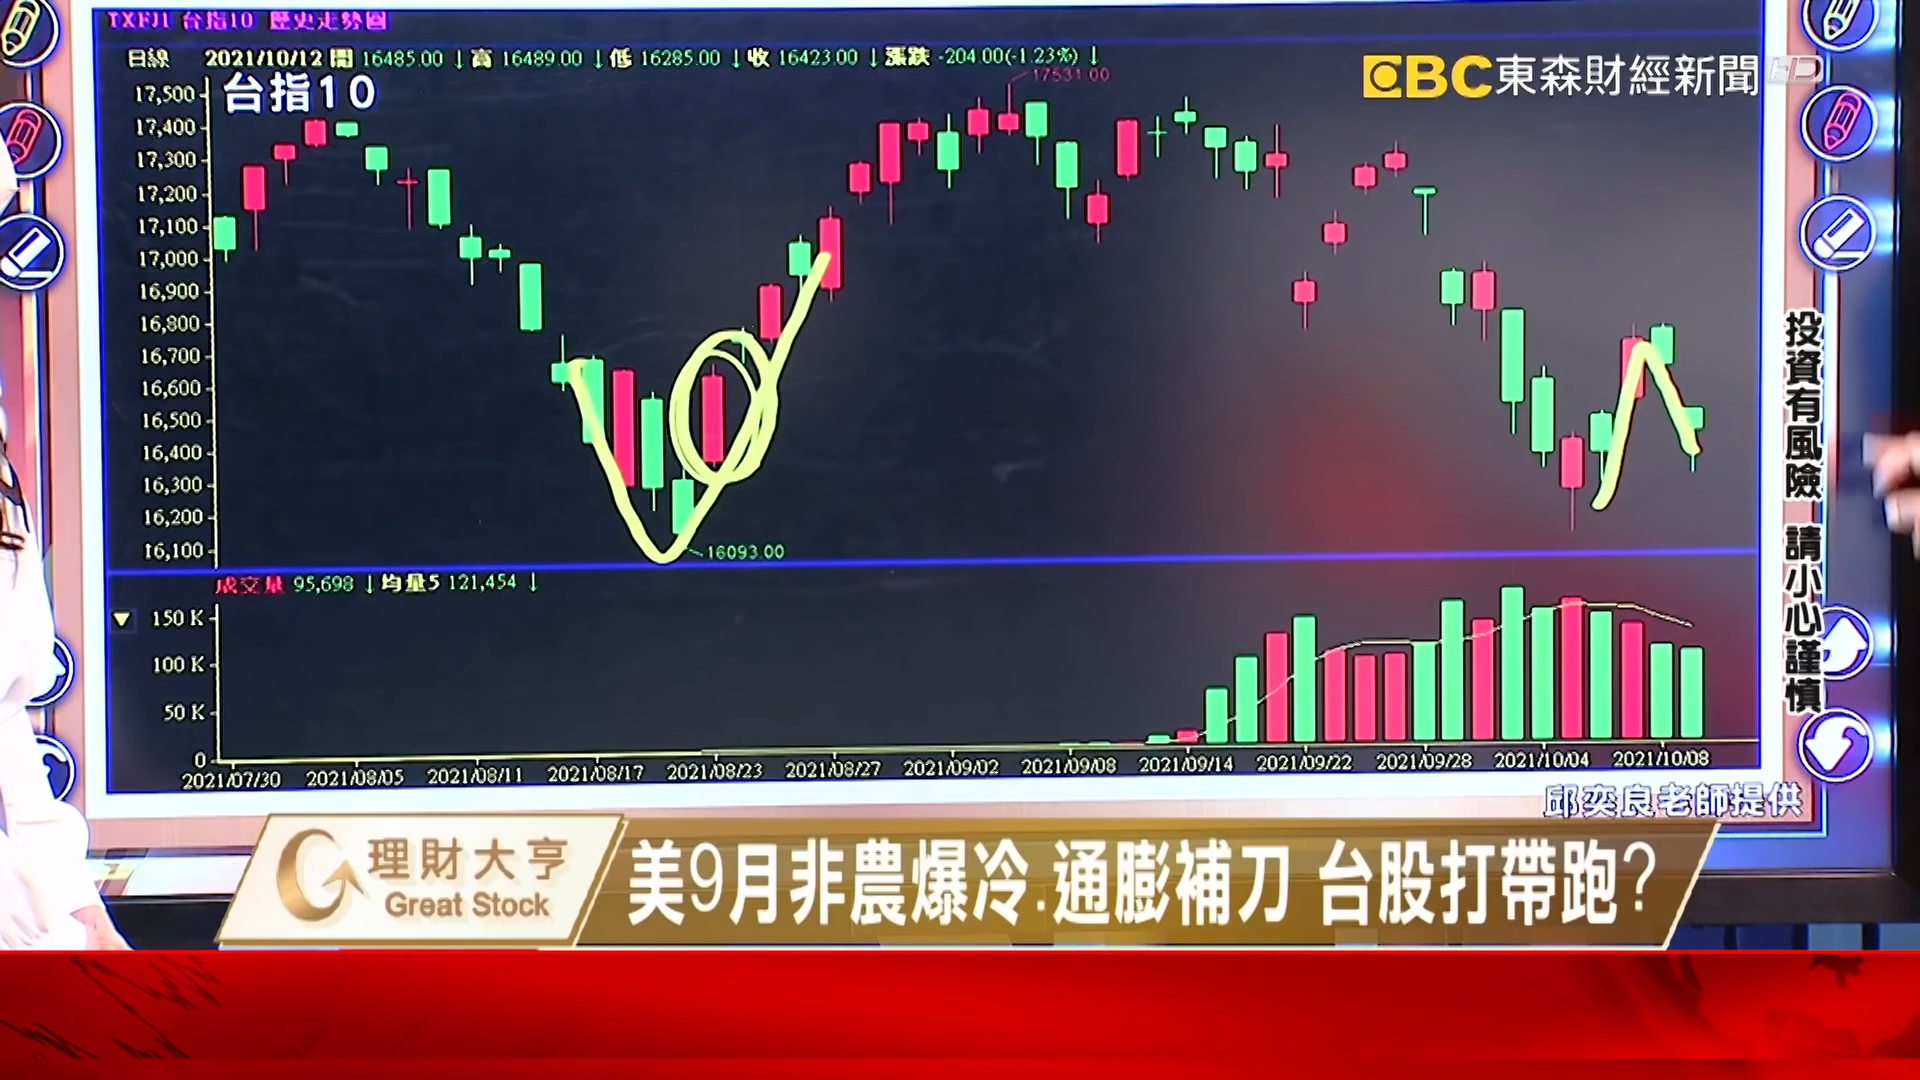 TXFJ1 台指10 歷史走勢圖
日線 2021/10/12 開 16485.00 ↓ 高 16489.00 ↓ 低 16285.00 ↓ 收 16423.00 ↓ 漲跌 -204.00(-1.23%) ↓
台指10
EBC 東森財經新聞 HD
17531.00
17,500
17,400
17,300
17,200
17,100
17,000
16,900
16,800
16,700
16,600
16,500
16,400
16,300
16,200
16,100
16093.00
投資有風險 請小心謹慎
成交量 95,698 ↓ 均量5 121,454 ↓
150 K
100 K
50 K
0
2021/07/30 2021/08/05 2021/08/11 2021/08/17 2021/08/23 2021/08/27 2021/09/02 2021/09/08 2021/09/14 2021/09/22 2021/09/28 2021/10/04 2021/10/08
邱奕良老師提供
理財大亨
Great Stock
美9月非農爆冷.通膨補刀 台股打帶跑?